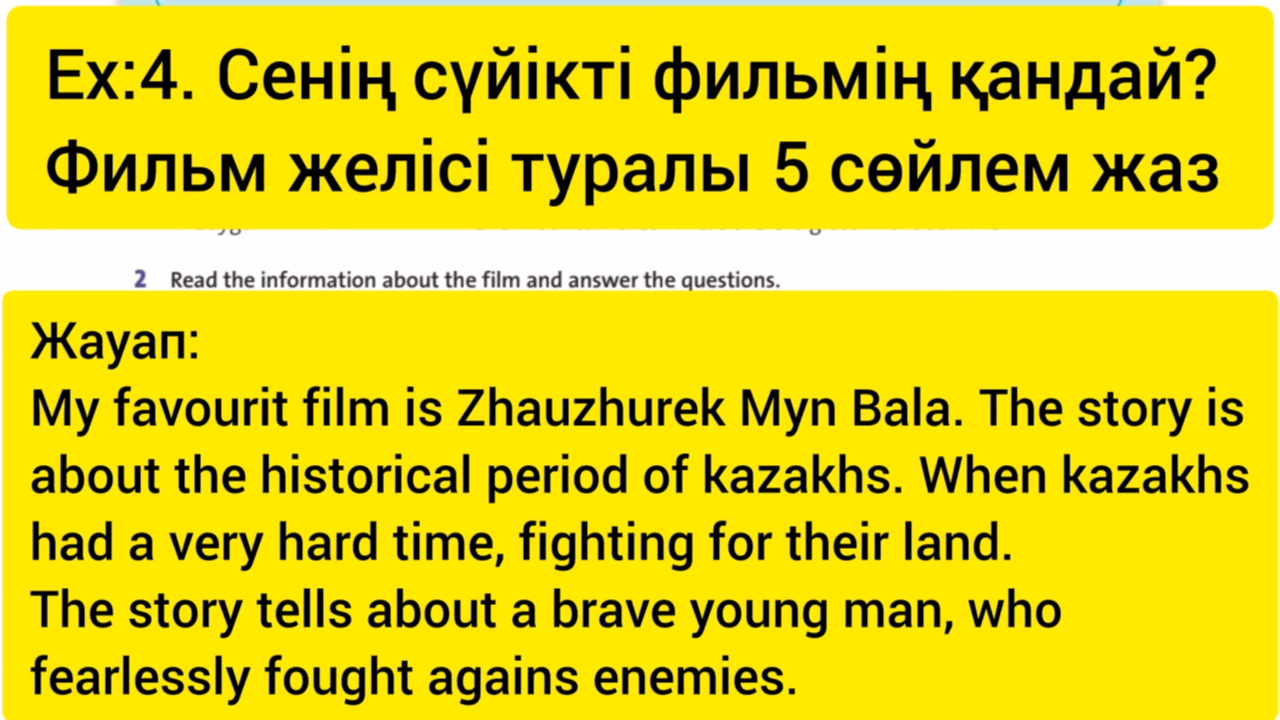 Ex:4. Сенің сүйікті фильмің қандай?
Фильм желісі туралы 5 сөйлем жаз
2 Read the information about the film and answer the questions.
Жауап:
My favourit film is Zhauzhurek Myn Bala. The story is
about the historical period of kazakhs. When kazakhs
had a very hard time, fighting for their land.
The story tells about a brave young man, who
fearlessly fought agains enemies.